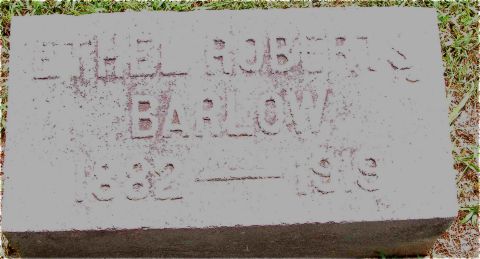 ETHEL ROBERTS
BARLOW
1882 — 1919